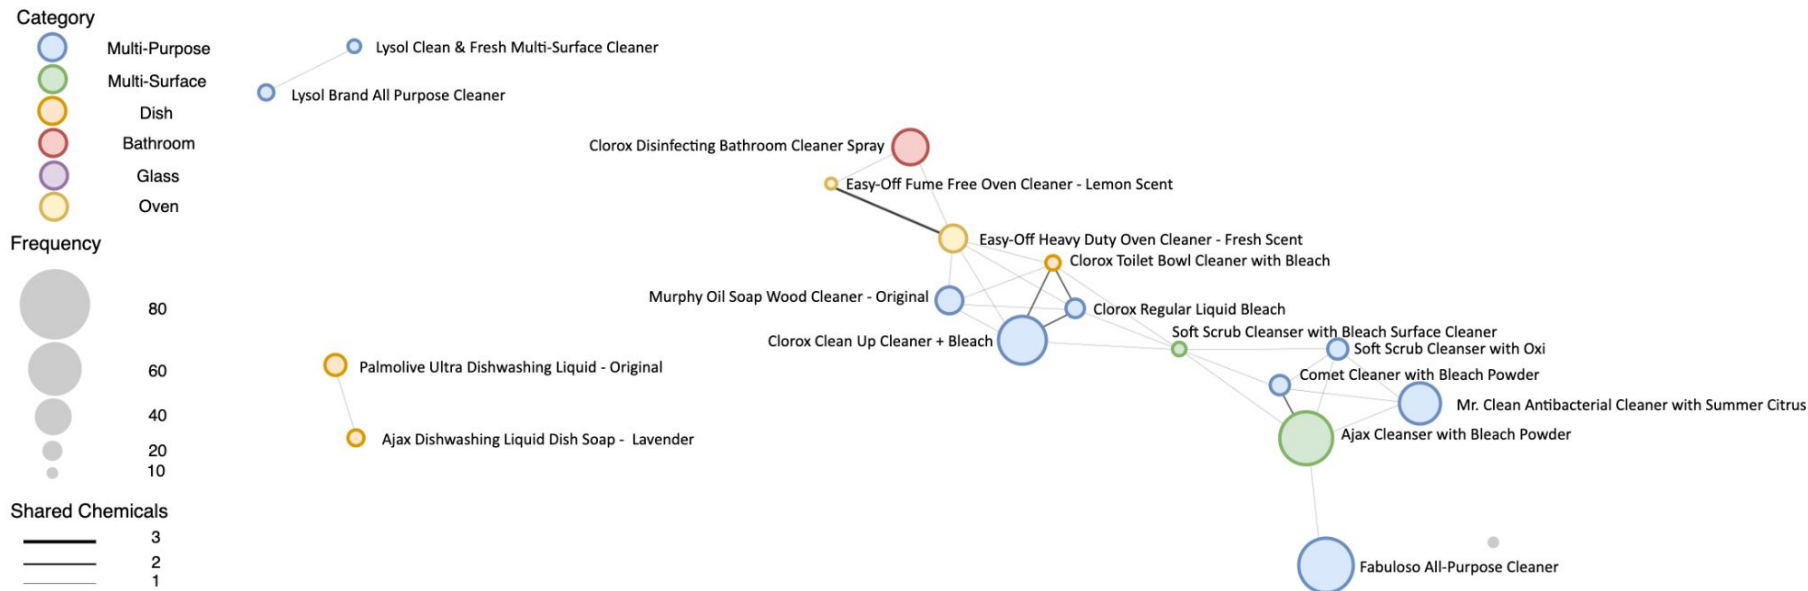 Category
Multi-Purpose
Multi-Surface
Dish
Bathroom
Glass
Oven
Frequency
80
60
40
20
10
Shared Chemicals
3
2
1
Lysol Clean & Fresh Multi-Surface Cleaner
Lysol Brand All Purpose Cleaner
Clorox Disinfecting Bathroom Cleaner Spray
Easy-Off Fume Free Oven Cleaner - Lemon Scent
Easy-Off Heavy Duty Oven Cleaner - Fresh Scent
Clorox Toilet Bowl Cleaner with Bleach
Murphy Oil Soap Wood Cleaner - Original
Clorox Regular Liquid Bleach
Clorox Clean Up Cleaner + Bleach
Soft Scrub Cleanser with Bleach Surface Cleaner
Soft Scrub Cleanser with Oxi
Palmolive Ultra Dishwashing Liquid - Original
Comet Cleaner with Bleach Powder
Mr. Clean Antibacterial Cleaner with Summer Citrus
Ajax Dishwashing Liquid Dish Soap - Lavender
Ajax Cleanser with Bleach Powder
Fabuloso All-Purpose Cleaner